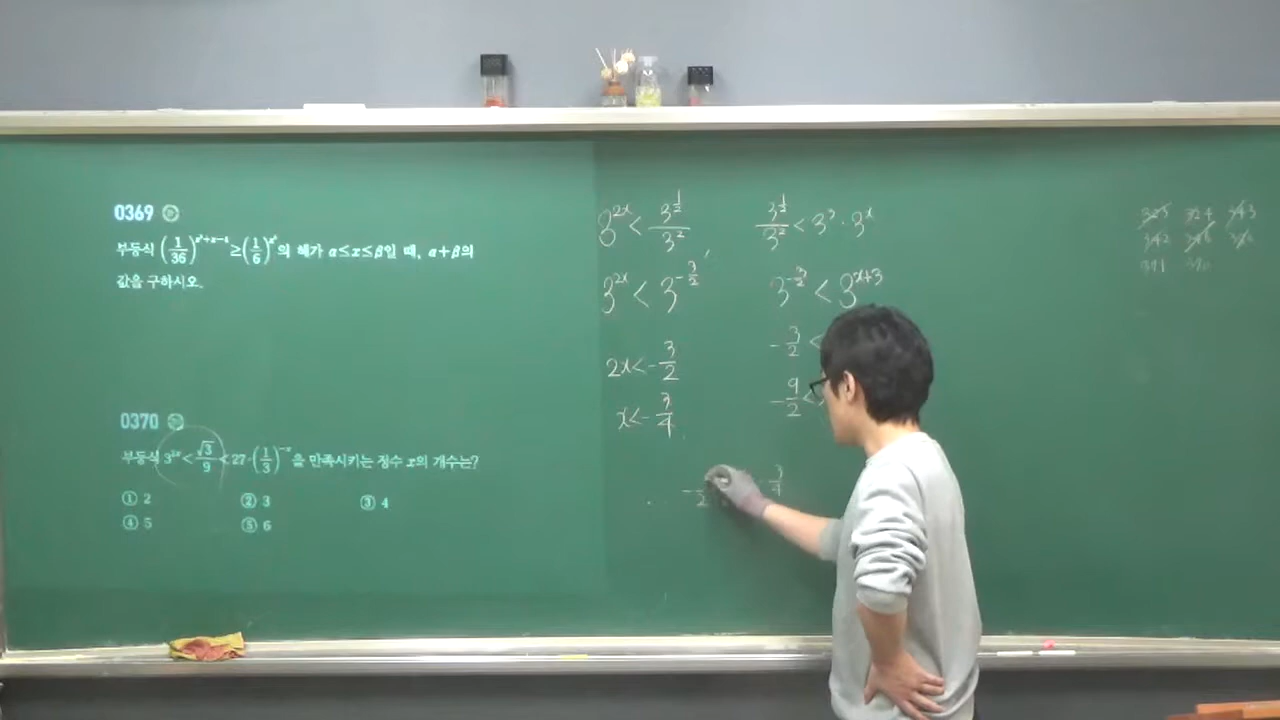 0369
부등식 (1/36)^{x²+x-4} ≥ (1/6)^{x²}의 해가 α≤x≤β일 때, α+β의
값을 구하시오.
0370
부등식 3^{2x} < √3/9 < 27·(1/3)^{-x}을 만족시키는 정수 x의 개수는?
① 2 ② 3 ③ 4
④ 5 ⑤ 6
3^{2x} < 3^{1/2}/3^2
3^{2x} < 3^{-3/2}
2x < -3/2
x < -3/4
3^{1/2}/3^2 < 3^3 · 3^x
3^{-3/2} < 3^{x+3}
-3/2 <
-9/2 <